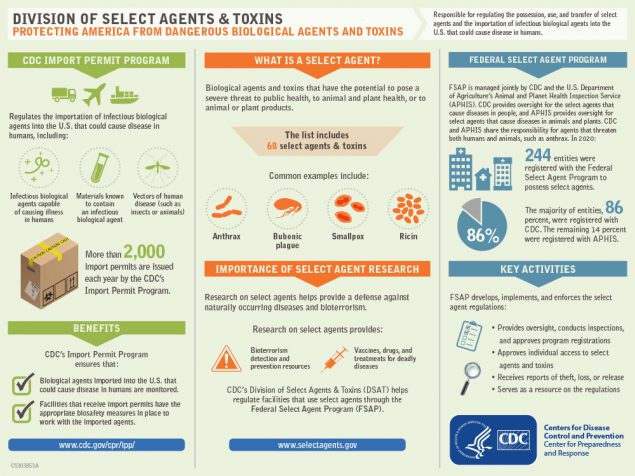 DIVISION OF SELECT AGENTS & TOXINS
PROTECTING AMERICA FROM DANGEROUS BIOLOGICAL AGENTS AND TOXINS
Responsible for regulating the possession, use, and transfer of select
agents and the importation of infectious biological agents into the
U.S. that could cause disease in humans.
CDC IMPORT PERMIT PROGRAM
Regulates the importation of infectious biological
agents into the U.S. that could cause disease in
humans, including:
Infectious biological
agents capable
of causing illness
in humans
Materials known
to contain
an infectious
biological agent
Vectors of human
disease (such as
insects or animals)
More than 2,000
import permits are issued
each year by the CDC's
Import Permit Program.
BENEFITS
CDC's Import Permit Program
ensures that:
Biological agents imported into the U.S. that
could cause disease in humans are monitored.
Facilities that receive import permits have the
appropriate biosafety measures in place to
work with the imported agents.
www.cdc.gov/cpr/ipp/
WHAT IS A SELECT AGENT?
Biological agents and toxins that have the potential to pose a
severe threat to public health, to animal and plant health, or to
animal or plant products.
The list includes
68 select agents & toxins
Common examples include:
Anthrax
Bubonic
plague
Smallpox
Ricin
IMPORTANCE OF SELECT AGENT RESEARCH
Research on select agents helps provide a defense against
naturally occurring diseases and bioterrorism.
Research on select agents provides:
Bioterrorism
detection and
prevention resources
Vaccines, drugs, and
treatments for deadly
diseases
CDC's Division of Select Agents & Toxins (DSAT) helps
regulate facilities that use select agents through the
Federal Select Agent Program (FSAP).
www.selectagents.gov
FEDERAL SELECT AGENT PROGRAM
FSAP is managed jointly by CDC and the U.S. Department
of Agriculture's Animal and Plant Health Inspection Service
(APHIS). CDC provides oversight for the select agents that
cause diseases in people, and APHIS provides oversight for
select agents that cause diseases in animals and plants. CDC
and APHIS share the responsibility for agents that threaten
both humans and animals, such as anthrax. In 2020:
244 entities were
registered with the Federal
Select Agent Program to
possess select agents.
86%
The majority of entities, 86
percent, were registered with
CDC. The remaining 14 percent
were registered with APHIS.
KEY ACTIVITIES
FSAP develops, implements, and enforces the select
agent regulations:
• Provides oversight, conducts inspections,
and approves program registrations
• Approves individual access to select
agents and toxins
• Receives reports of theft, loss, or release
• Serves as a resource on the regulations
CDC
Centers for Disease
Control and Prevention
Center for Preparedness
and Response